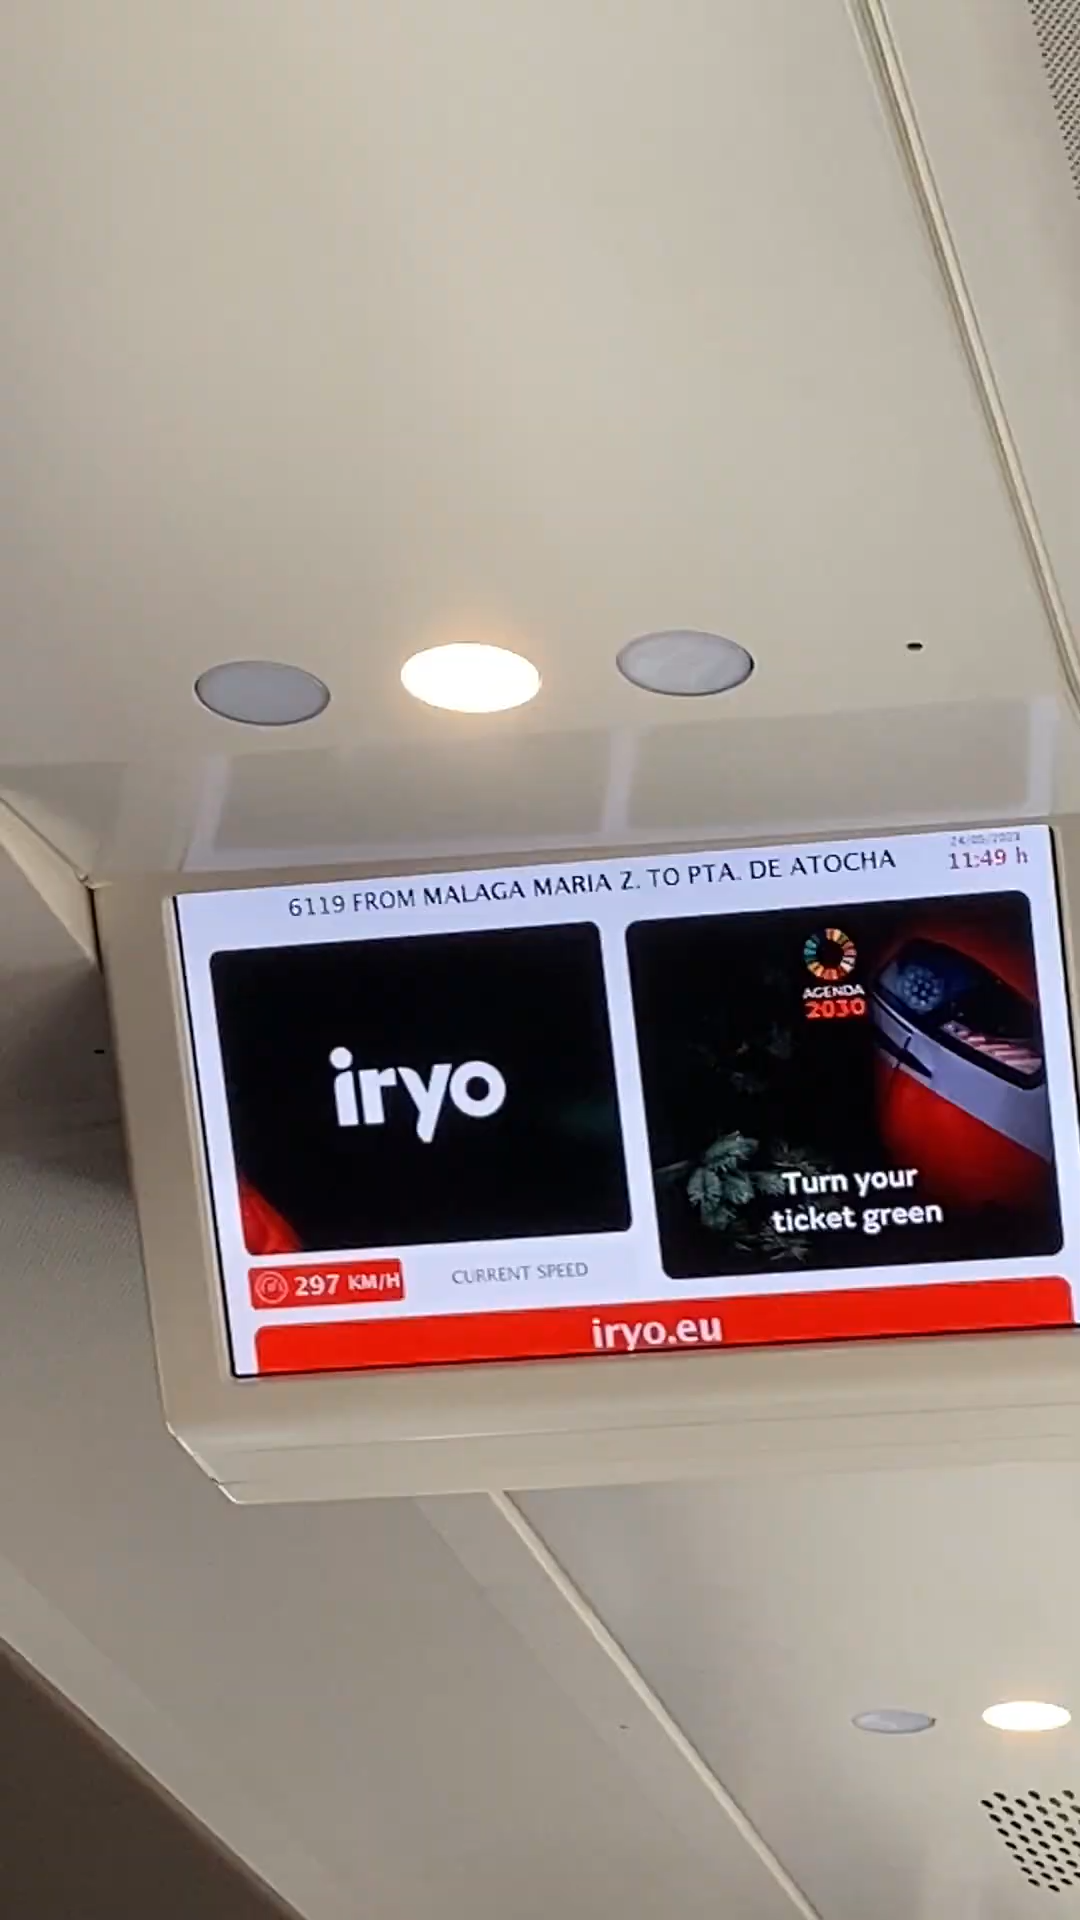 6119 FROM MALAGA MARIA Z. TO PTA. DE ATOCHA
11:49 h
iryo
AGENDA
2030
Turn your
ticket green
297 KM/H
CURRENT SPEED
iryo.eu